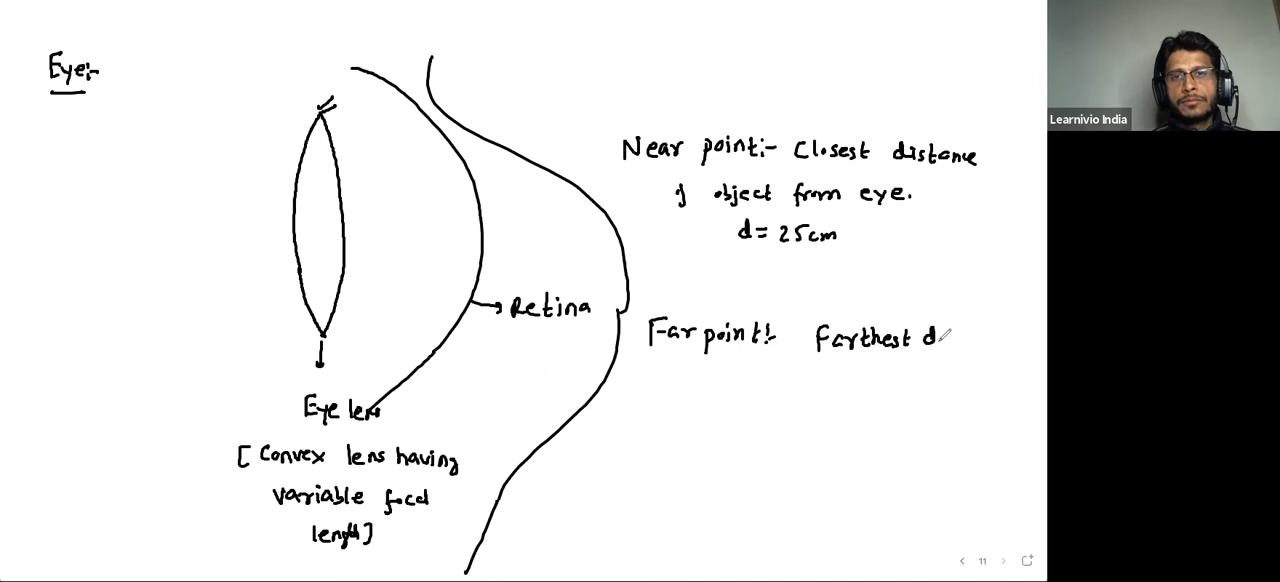 Eye:-
Near point:- Closest distance
of object from eye.
d = 25cm
Retina
Far point:- Farthest d
Eye lens
[Convex lens having
variable focal
length]
Learnivio India
11